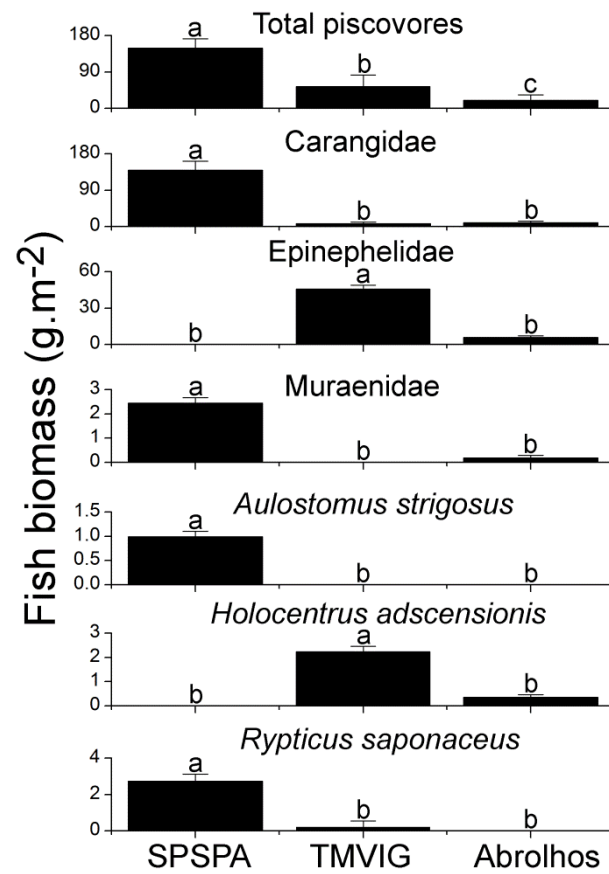 Fish biomass (g.m⁻²)
Total piscovores
180
90
0
a
b
c
Carangidae
180
90
0
a
b
b
Epinephelidae
60
30
0
b
a
b
Muraenidae
3
2
1
0
a
b
b
Aulostomus strigosus
1.5
1.0
0.5
0.0
a
b
b
Holocentrus adscensionis
3
2
1
0
b
a
b
Rypticus saponaceus
4
2
0
a
b
b
SPSPA TMVIG Abrolhos